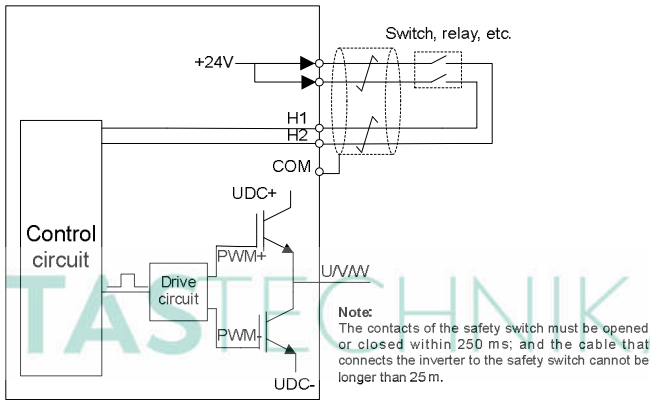 Switch, relay, etc.
+24V
H1
H2
COM
UDC+
Control
circuit
PWM+
Drive
circuit
U/V/W
PWM-
UDC-
TASTECHNIK
Note:
The contacts of the safety switch must be opened
or closed within 250 ms; and the cable that
connects the inverter to the safety switch cannot be
longer than 25m.